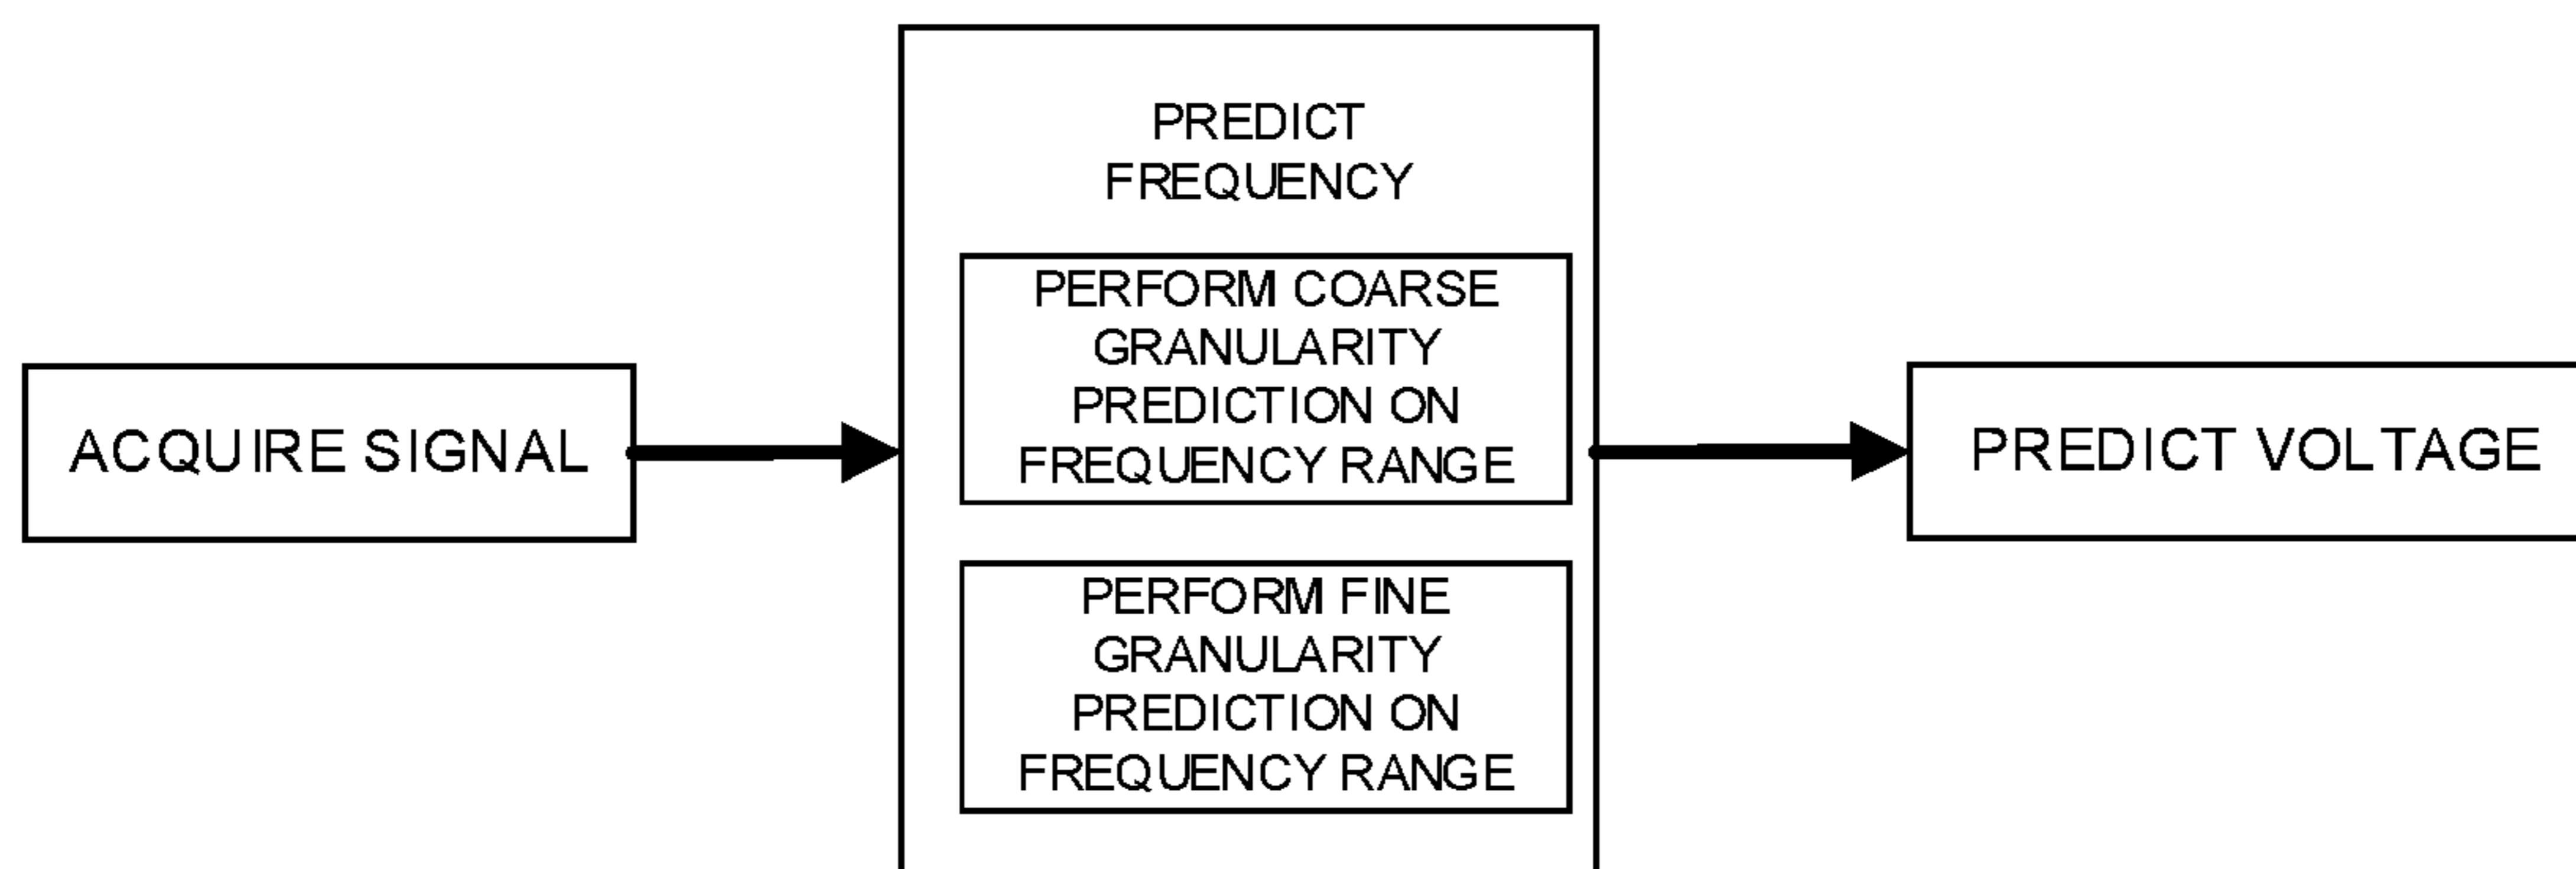 ACQUIRE SIGNAL
PREDICT
FREQUENCY
PERFORM COARSE
GRANULARITY
PREDICTION ON
FREQUENCY RANGE
PERFORM FINE
GRANULARITY
PREDICTION ON
FREQUENCY RANGE
PREDICT VOLTAGE